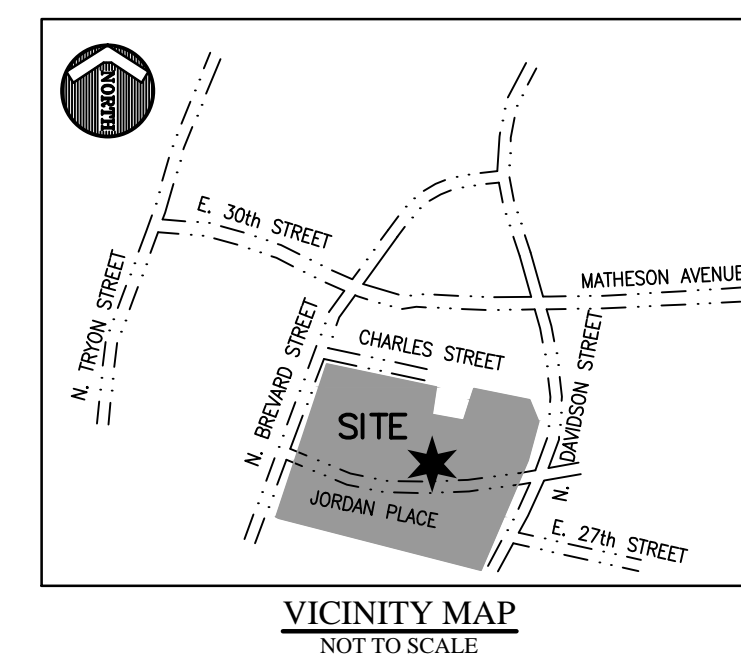 NORTH
E. 30th STREET
N. TRYON STREET
MATHESON AVENUE
N. BREVARD STREET
CHARLES STREET
N. DAVIDSON STREET
SITE
JORDAN PLACE
E. 27th STREET
VICINITY MAP
NOT TO SCALE